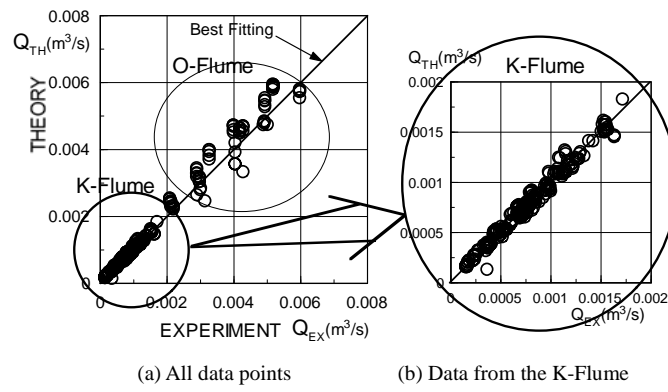 Best Fitting
Q_TH(m³/s)
0.008
O-Flume
0.006
THEORY
0.004
K-Flume
0.002
0
0 0.002 0.004 0.006 0.008
EXPERIMENT Q_EX(m³/s)
(a) All data points
Q_TH(m³/s) K-Flume
0.002
0.0015
0.001
0.0005
0
0.0005 0.001 0.0015 0.002
Q_EX(m³/s)
(b) Data from the K-Flume